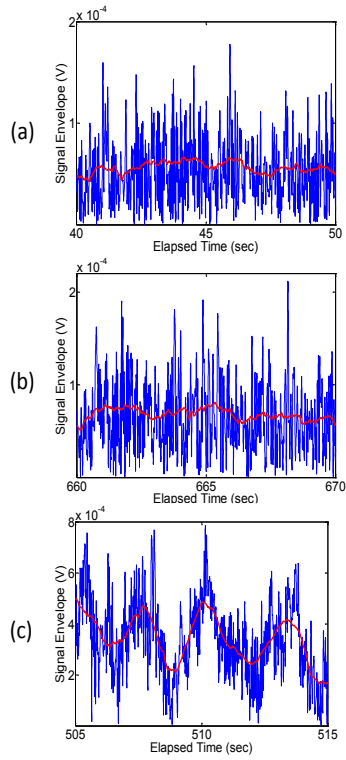 (a)
2 x 10⁻⁴
1
Signal Envelope (V)
40 45 50
Elapsed Time (sec)
(b)
2 x 10⁻⁴
1
Signal Envelope (V)
660 665 670
Elapsed Time (sec)
(c)
8 x 10⁻⁴
6
4
2
Signal Envelope (V)
505 510 515
Elapsed Time (sec)